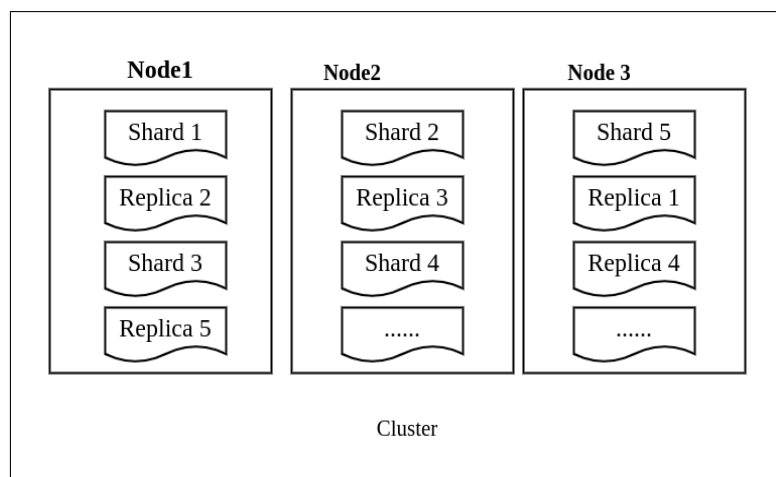 Node1
Shard 1
Replica 2
Shard 3
Replica 5
Node2
Shard 2
Replica 3
Shard 4
......
Node 3
Shard 5
Replica 1
Replica 4
......
Cluster